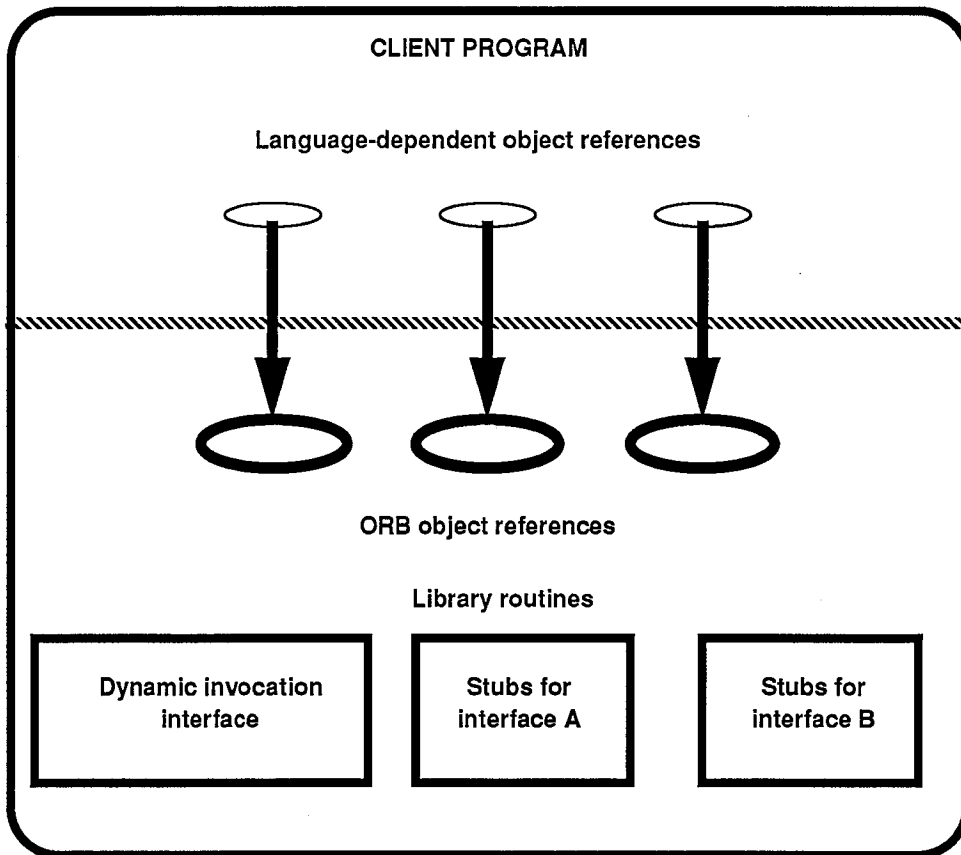 CLIENT PROGRAM
Language-dependent object references
ORB object references
Library routines
Dynamic invocation
interface
Stubs for
interface A
Stubs for
interface B